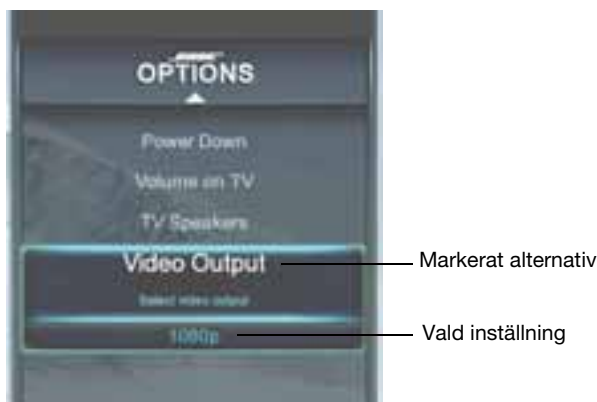 OPTIONS
Power Down
Volume on TV
TV Speakers
Video Output
Markerat alternativ
Select video output
1080p
Vald inställning